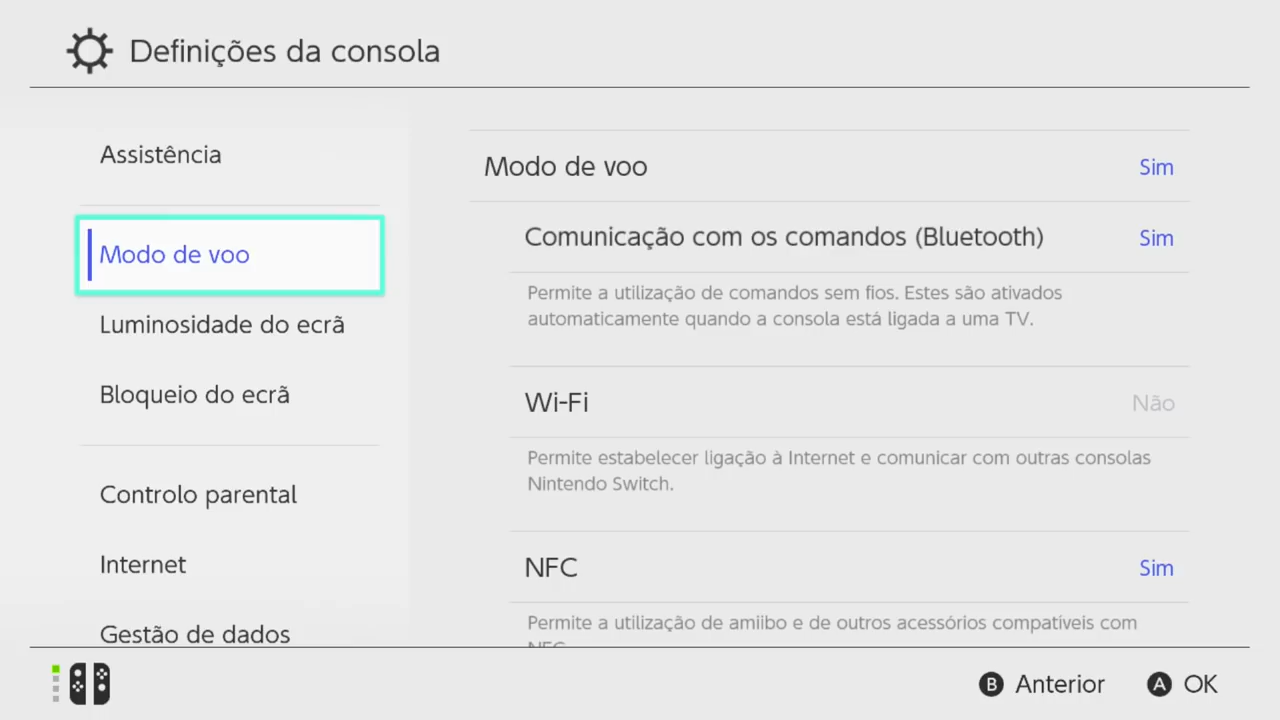 Definições da consola
Assistência
Modo de voo
Luminosidade do ecrã
Bloqueio do ecrã
Controlo parental
Internet
Gestão de dados
Modo de voo Sim
Comunicação com os comandos (Bluetooth) Sim
Permite a utilização de comandos sem fios. Estes são ativados
automaticamente quando a consola está ligada a uma TV.
Wi-Fi Não
Permite estabelecer ligação à Internet e comunicar com outras consolas
Nintendo Switch.
NFC Sim
Permite a utilização de amiibo e de outros acessórios compatíveis com
NFC.
B Anterior A OK